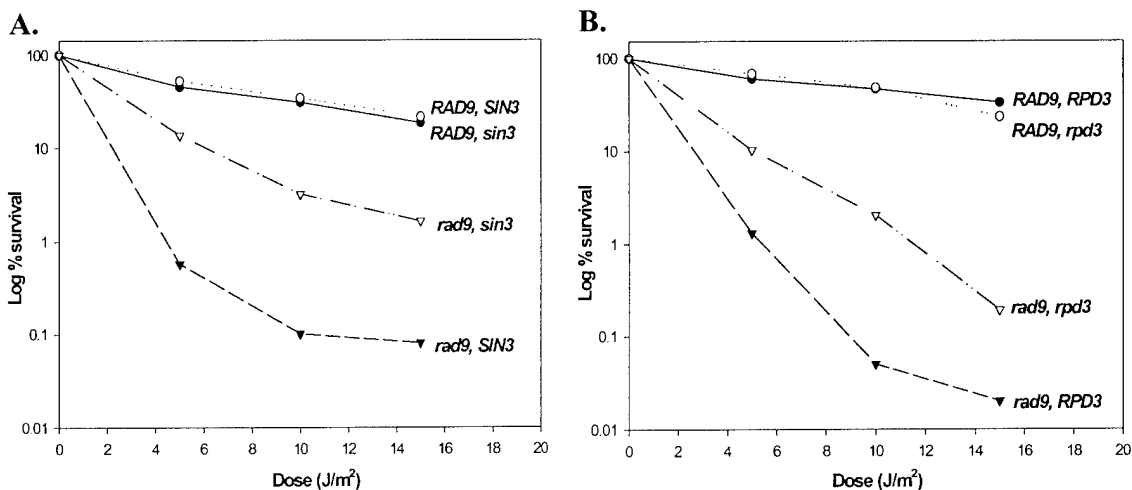 A.
100
10
1
0.1
0.01
Log % survival
0 2 4 6 8 10 12 14 16 18 20
Dose (J/m²)
RAD9, SIN3
RAD9, sin3
rad9, sin3
rad9, SIN3
B.
100
10
1
0.1
0.01
Log % survival
0 2 4 6 8 10 12 14 16 18 20
Dose (J/m²)
RAD9, RPD3
RAD9, rpd3
rad9, rpd3
rad9, RPD3